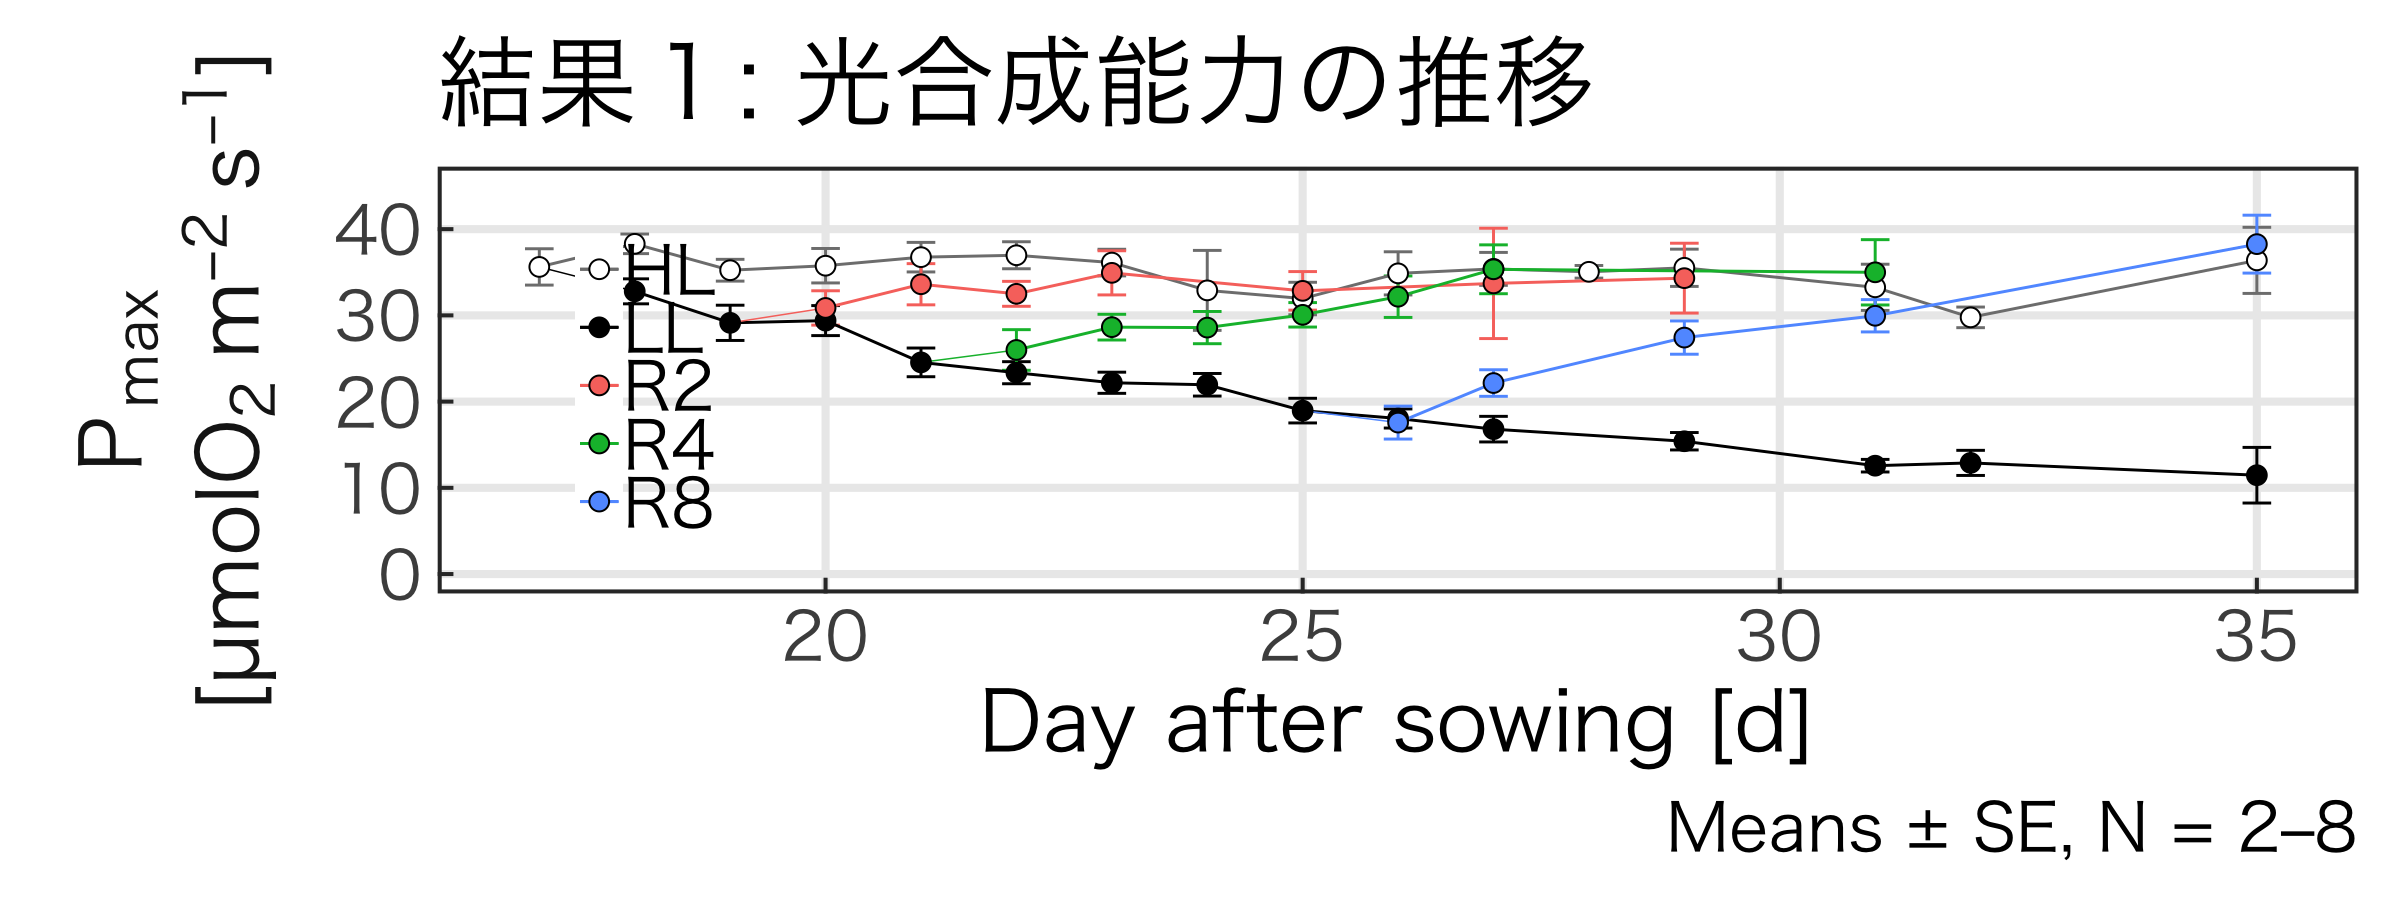 結果1: 光合成能力の推移
Pmax
[µmolO2 m−2 s−1]
40
30
20
10
0
HL
LL
R2
R4
R8
20 25 30 35
Day after sowing [d]
Means ± SE, N = 2–8